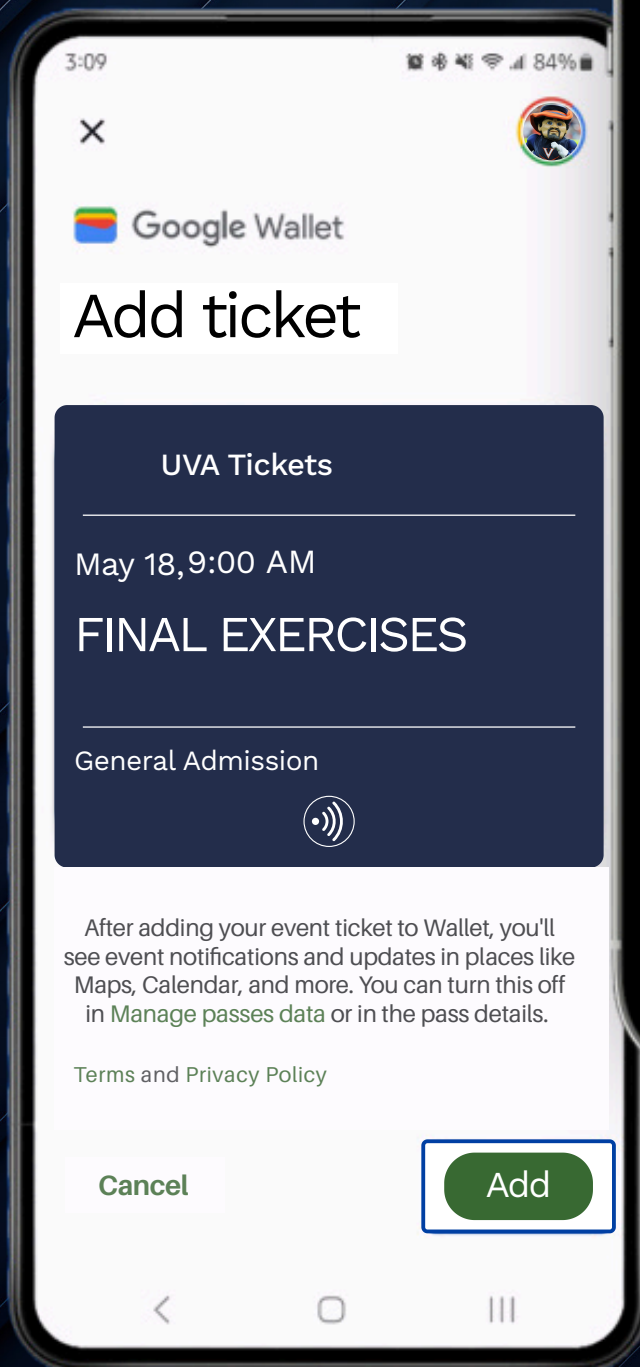 3:09
84%
Google Wallet
Add ticket
UVA Tickets
May 18, 9:00 AM
FINAL EXERCISES
General Admission
After adding your event ticket to Wallet, you'll
see event notifications and updates in places like
Maps, Calendar, and more. You can turn this off
in Manage passes data or in the pass details.
Terms and Privacy Policy
Cancel
Add